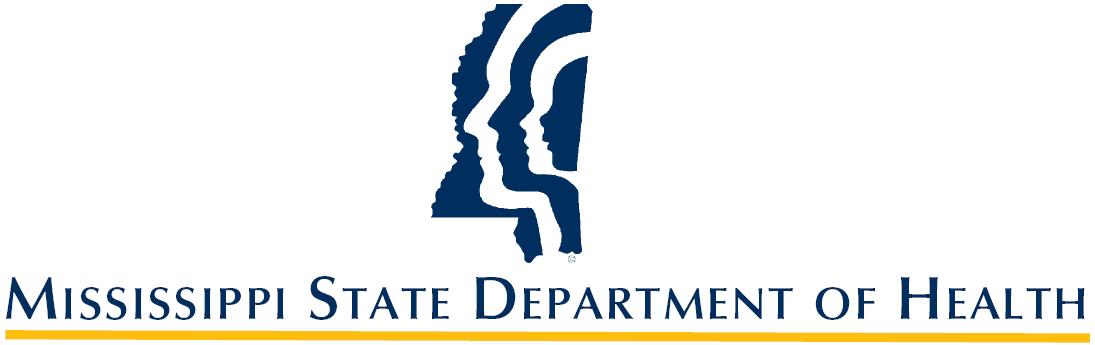 ©
MISSISSIPPI STATE DEPARTMENT OF HEALTH